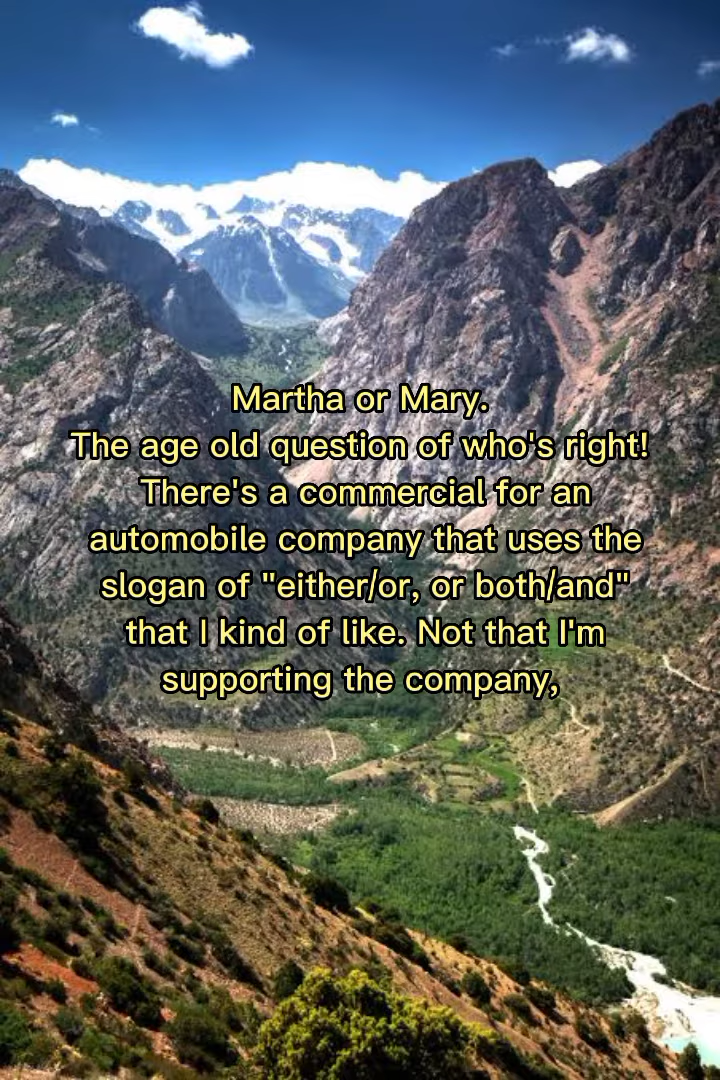 Martha or Mary.
The age old question of who's right!
There's a commercial for an
automobile company that uses the
slogan of "either/or, or both/and"
that I kind of like. Not that I'm
supporting the company,